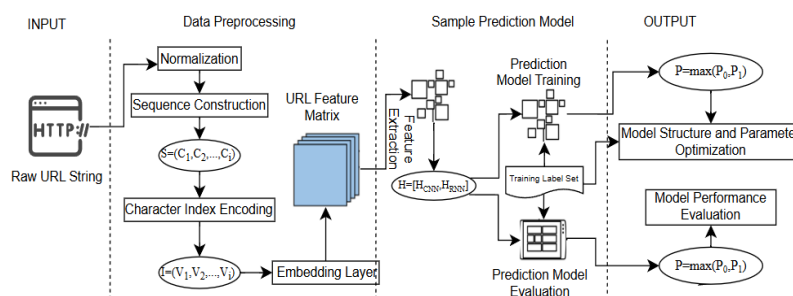 INPUT
Data Preprocessing
Sample Prediction Model
OUTPUT
HTTP://
Raw URL String
Normalization
Sequence Construction
S=(C1,C2,...,Ci)
Character Index Encoding
I=(V1,V2,...,Vi)
Embedding Layer
URL Feature
Matrix
Feature
Extraction
H=[HCNN,HRNN]
Prediction
Model Training
Training Label Set
Prediction Model
Evaluation
P=max(P0,P1)
Model Structure and Parameter
Optimization
Model Performance
Evaluation
P=max(P0,P1)